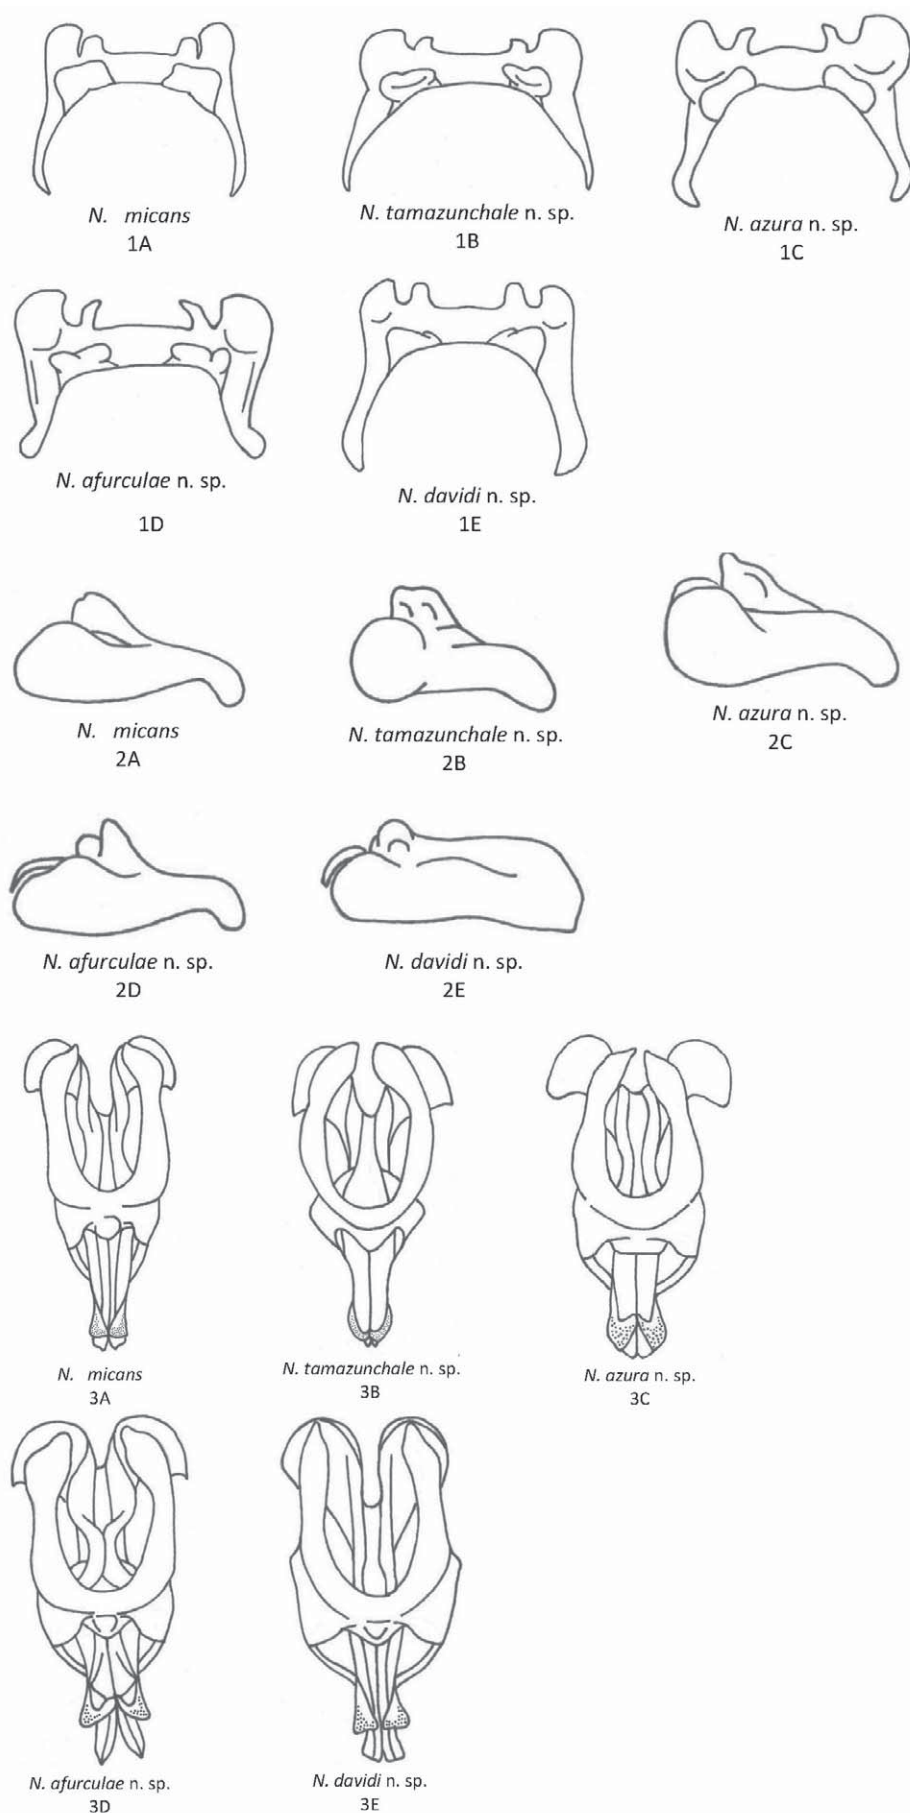 N. micans
1A
N. tamazunchale n. sp.
1B
N. azura n. sp.
1C
N. afurculae n. sp.
1D
N. davidi n. sp.
1E
N. micans
2A
N. tamazunchale n. sp.
2B
N. azura n. sp.
2C
N. afurculae n. sp.
2D
N. davidi n. sp.
2E
N. micans
3A
N. tamazunchale n. sp.
3B
N. azura n. sp.
3C
N. afurculae n. sp.
3D
N. davidi n. sp.
3E